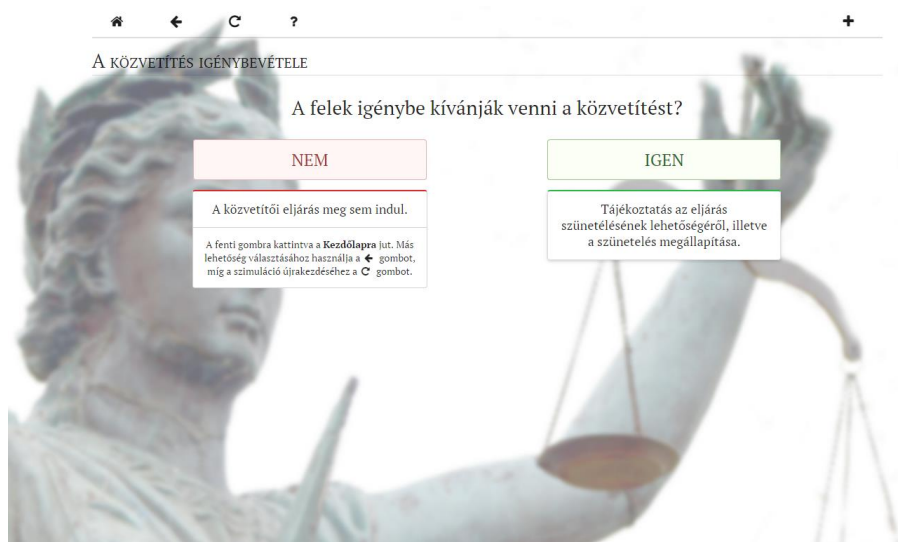 ?
A KÖZVETÍTÉS IGÉNYBEVÉTELE
A felek igénybe kívánják venni a közvetítést?
NEM
A közvetítői eljárás meg sem indul.
A fenti gombra kattintva a Kezdőlapra jut. Más
lehetőség választásához használja a gombot,
míg a szimuláció újrakezdéséhez a gombot.
IGEN
Tájékoztatás az eljárás
szünetelésének lehetőségéről, illetve
a szünetelés megállapítása.